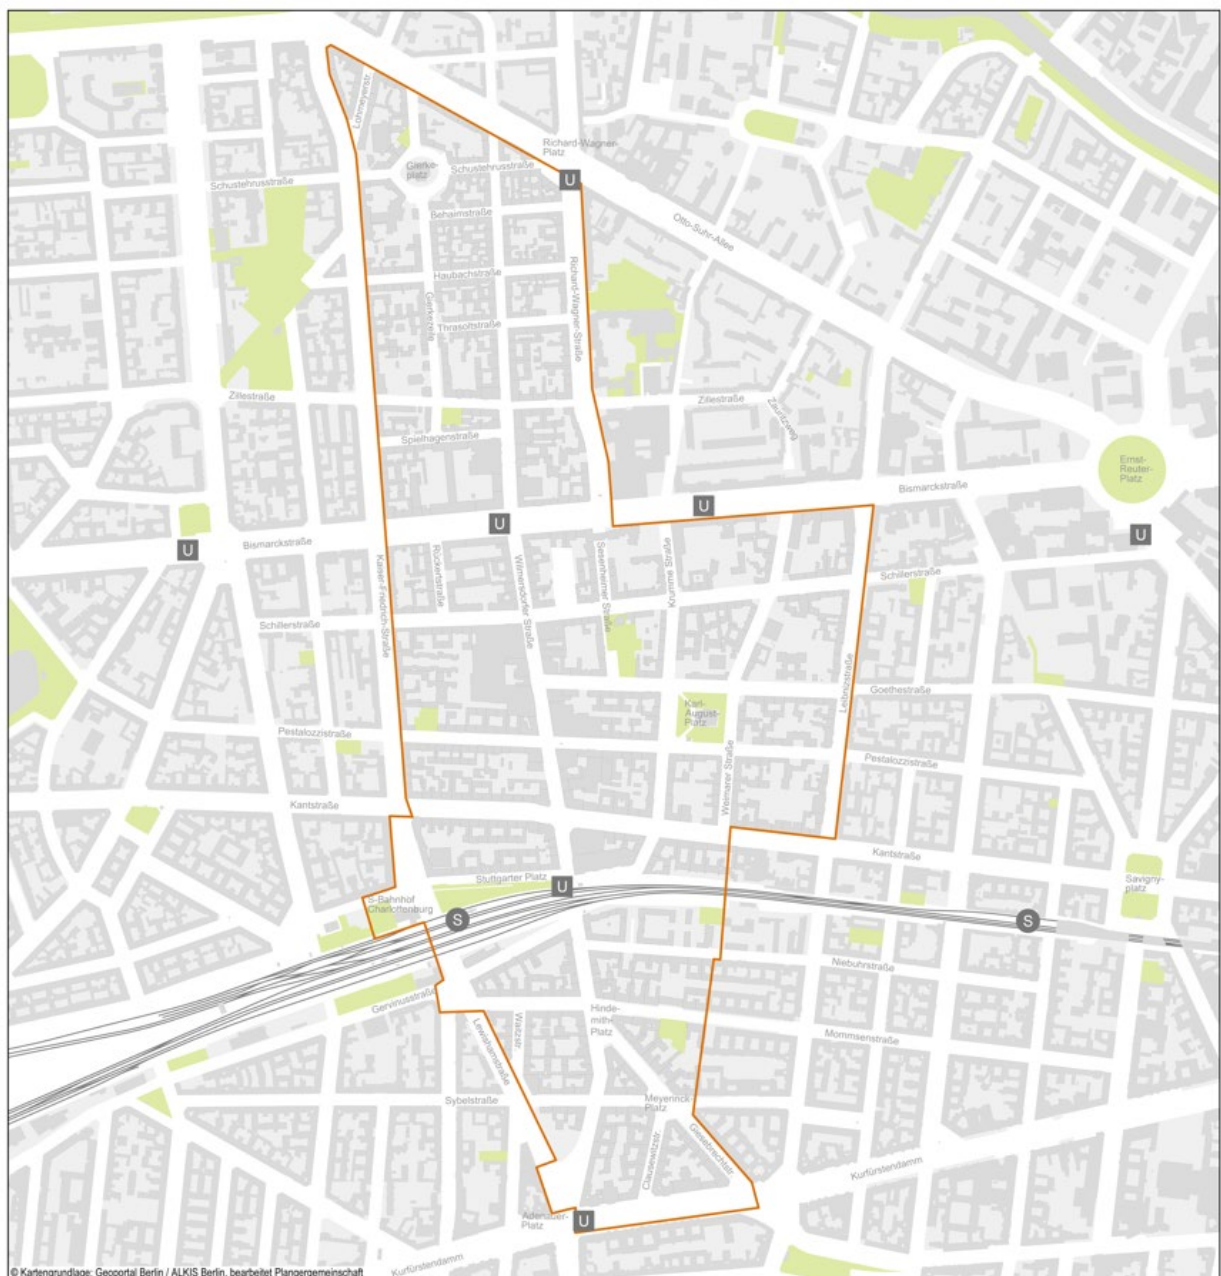 Lohmeyerstr.
Richard-Wagner-
Platz
Gierke-
platz
Schustehrusstraße
Schustehrusstraße
U
Behaimstraße
Otto-Suhr-Allee
Haubachstraße
Richard-Wagner-Straße
Gierkezeile
Thrasoltstraße
Zillestraße
Zillestraße
Zauritzweg
Spielhagenstraße
Ernst-
Reuter-
Platz
Bismarckstraße
U
U
U
U
Bismarckstraße
Kaiser-Friedrich-Straße
Rückertstraße
Wilmersdorfer Straße
Sesenheimer Straße
Krumme Straße
Schillerstraße
Schillerstraße
Leibnizstraße
Goethestraße
Karl-
August-
Platz
Pestalozzistraße
Weimarer Straße
Pestalozzistraße
Kantstraße
Kantstraße
Stuttgarter Platz
U
Savigny-
platz
S-Bahnhof
Charlottenburg
S
S
Niebuhrstraße
Gervinusstraße
Hinde-
mith-
Platz
Waitzstr.
Lewishamstraße
Mommsenstraße
Sybelstraße
Meyerinck-
Platz
Giesebrechtstr.
Clausewitzstr.
Kurfürstendamm
Adenauer-
Platz
U
Kurfürstendamm
© Kartengrundlage: Geoportal Berlin / ALKIS Berlin, bearbeitet Planergemeinschaft